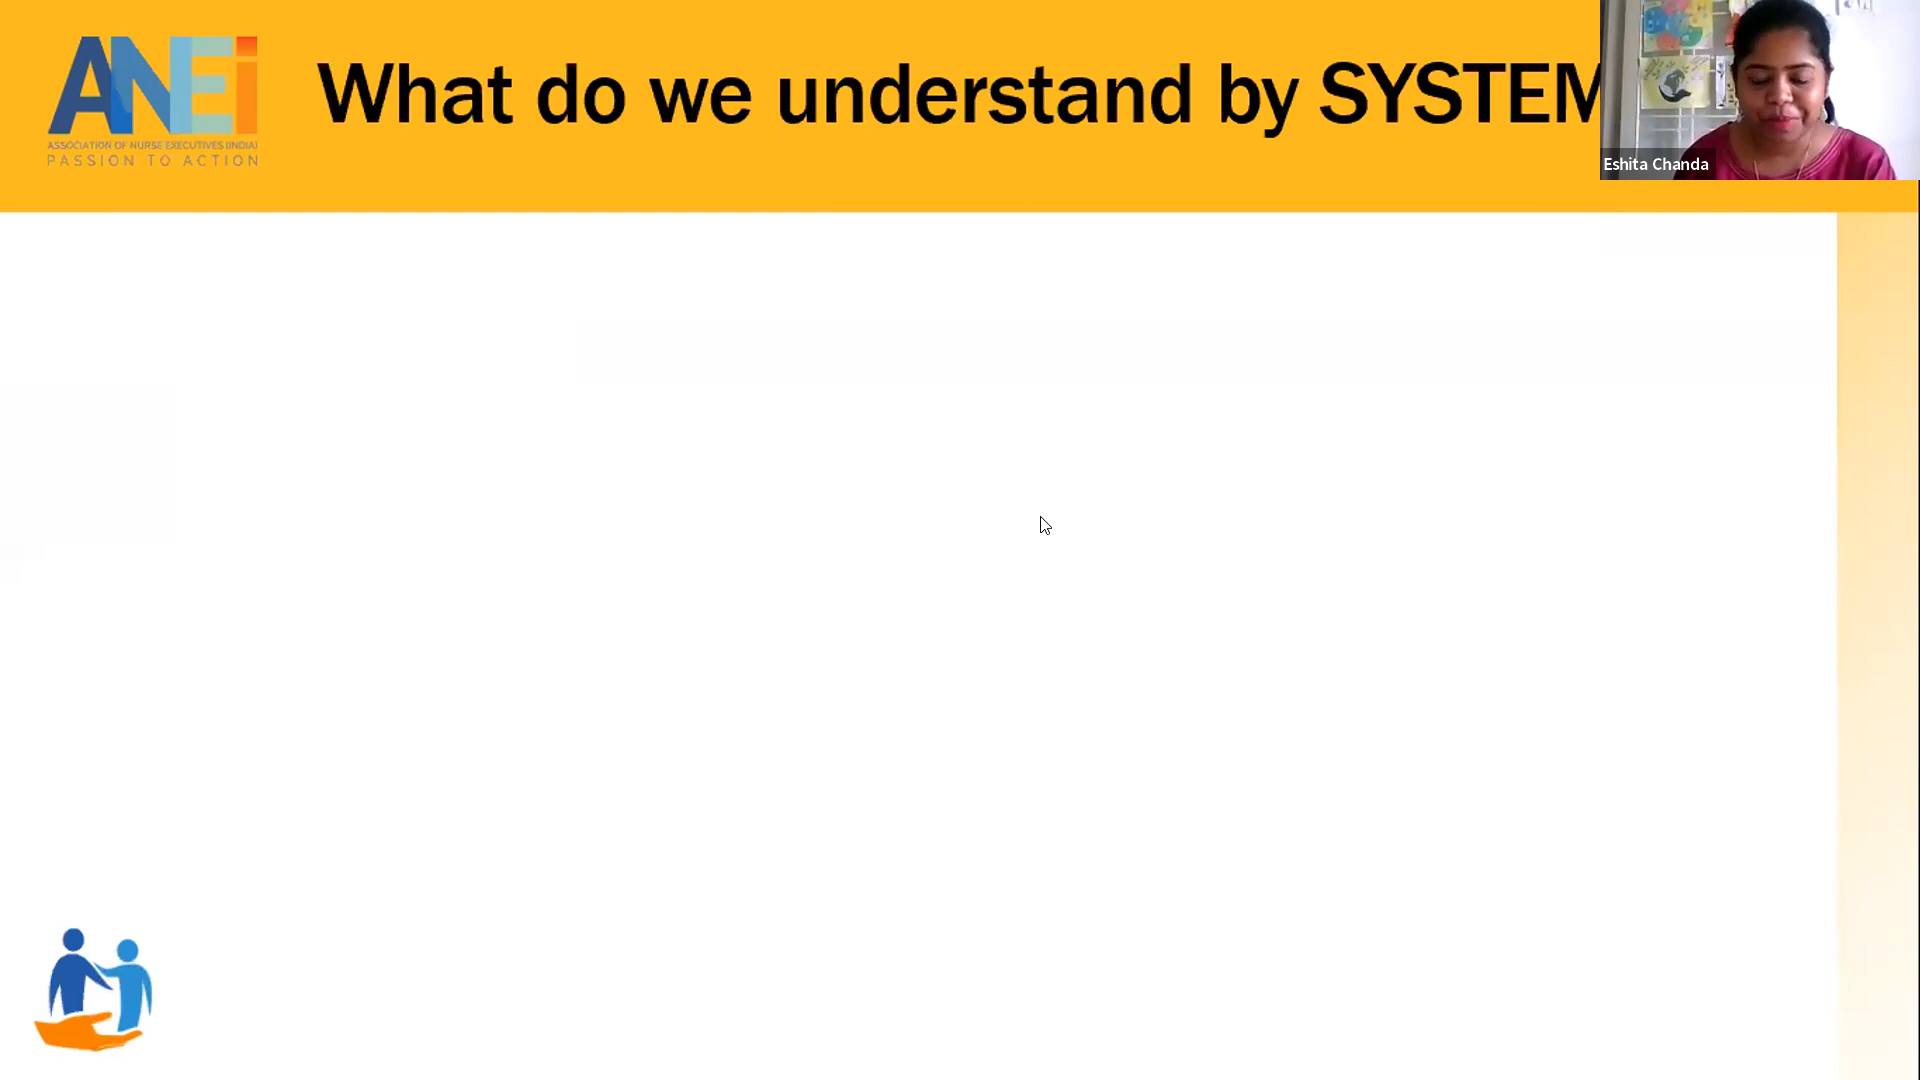 ANEi
ASSOCIATION OF NURSE EXECUTIVES (INDIA)
PASSION TO ACTION
What do we understand by SYSTEM
Eshita Chanda